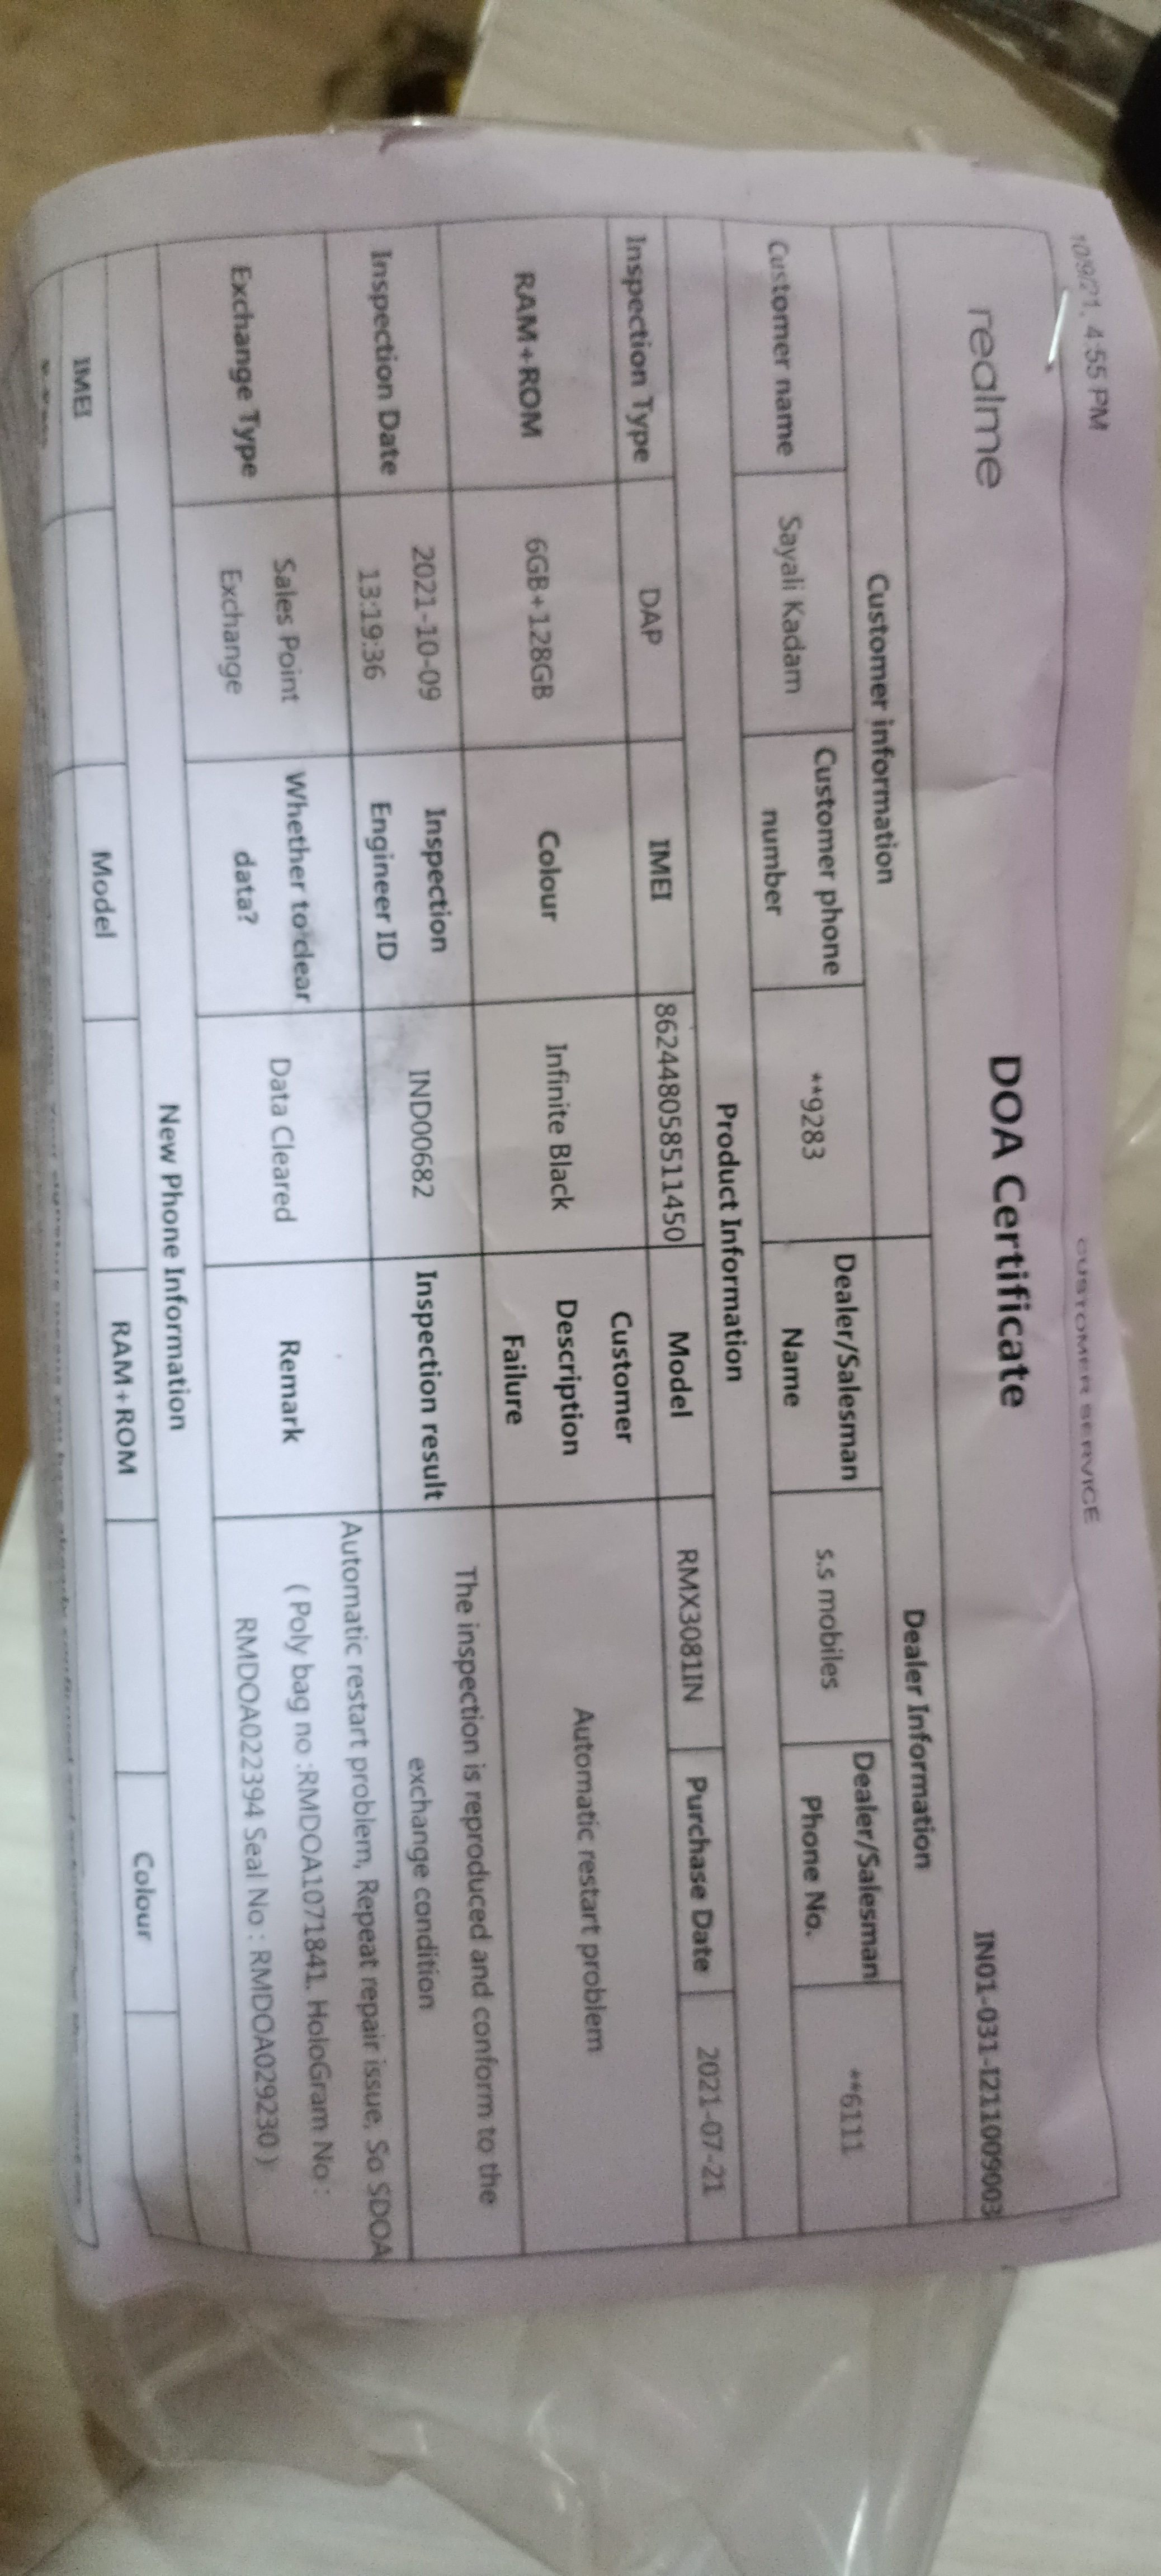 10/9/21, 4:55 PM
CUSTOMER SERVICE
realme
DOA Certificate
IN01-031-I211009003
Customer information
Dealer Information
Customer name
Sayali Kadam
Customer phone
number
**9283
Dealer/Salesman
Name
s.s mobiles
Dealer/Salesman
Phone No.
**6111
Product Information
Inspection Type
DAP
IMEI
862448058511450
Model
RMX3081IN
Purchase Date
2021-07-21
RAM+ROM
6GB+128GB
Colour
Infinite Black
Customer
Description
Failure
Automatic restart problem
Inspection Date
2021-10-09
13:19:36
Inspection
Engineer ID
IND00682
Inspection result
The inspection is reproduced and conform to the
exchange condition
Exchange Type
Sales Point
Exchange
Whether to clear
data?
Data Cleared
Remark
Automatic restart problem, Repeat repair issue, So SDOA
( Poly bag no :RMDOA1071841, HoloGram No :
RMDOA022394 Seal No : RMDOA029230 )
New Phone Information
IMEI
Model
RAM+ROM
Colour